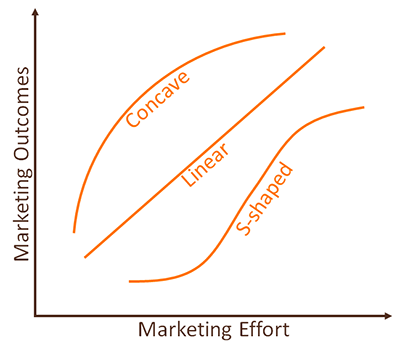 Marketing Outcomes
Concave
Linear
S-shaped
Marketing Effort